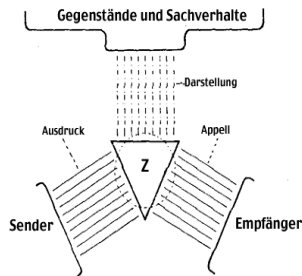 Gegenstände und Sachverhalte
Darstellung
Ausdruck
Appell
Z
Sender
Empfänger